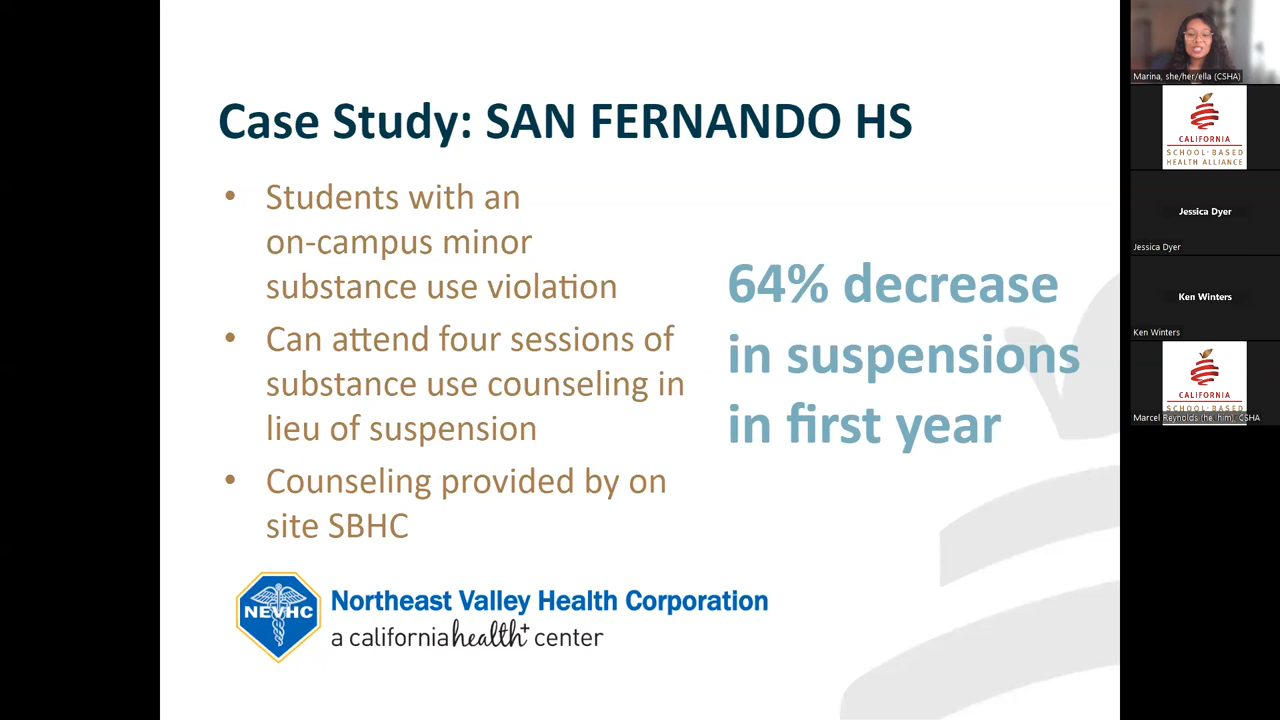 Case Study: SAN FERNANDO HS
• Students with an
on-campus minor
substance use violation
• Can attend four sessions of
substance use counseling in
lieu of suspension
• Counseling provided by on
site SBHC
64% decrease
in suspensions
in first year
NEVHC
Northeast Valley Health Corporation
a californiahealth+ center
Marina, she/her/ella (CSHA)
CALIFORNIA
SCHOOL-BASED
HEALTH ALLIANCE
Jessica Dyer
Jessica Dyer
Ken Winters
Ken Winters
CALIFORNIA
SCHOOL-BASED
Marcel Reynolds (he, him), CSHA